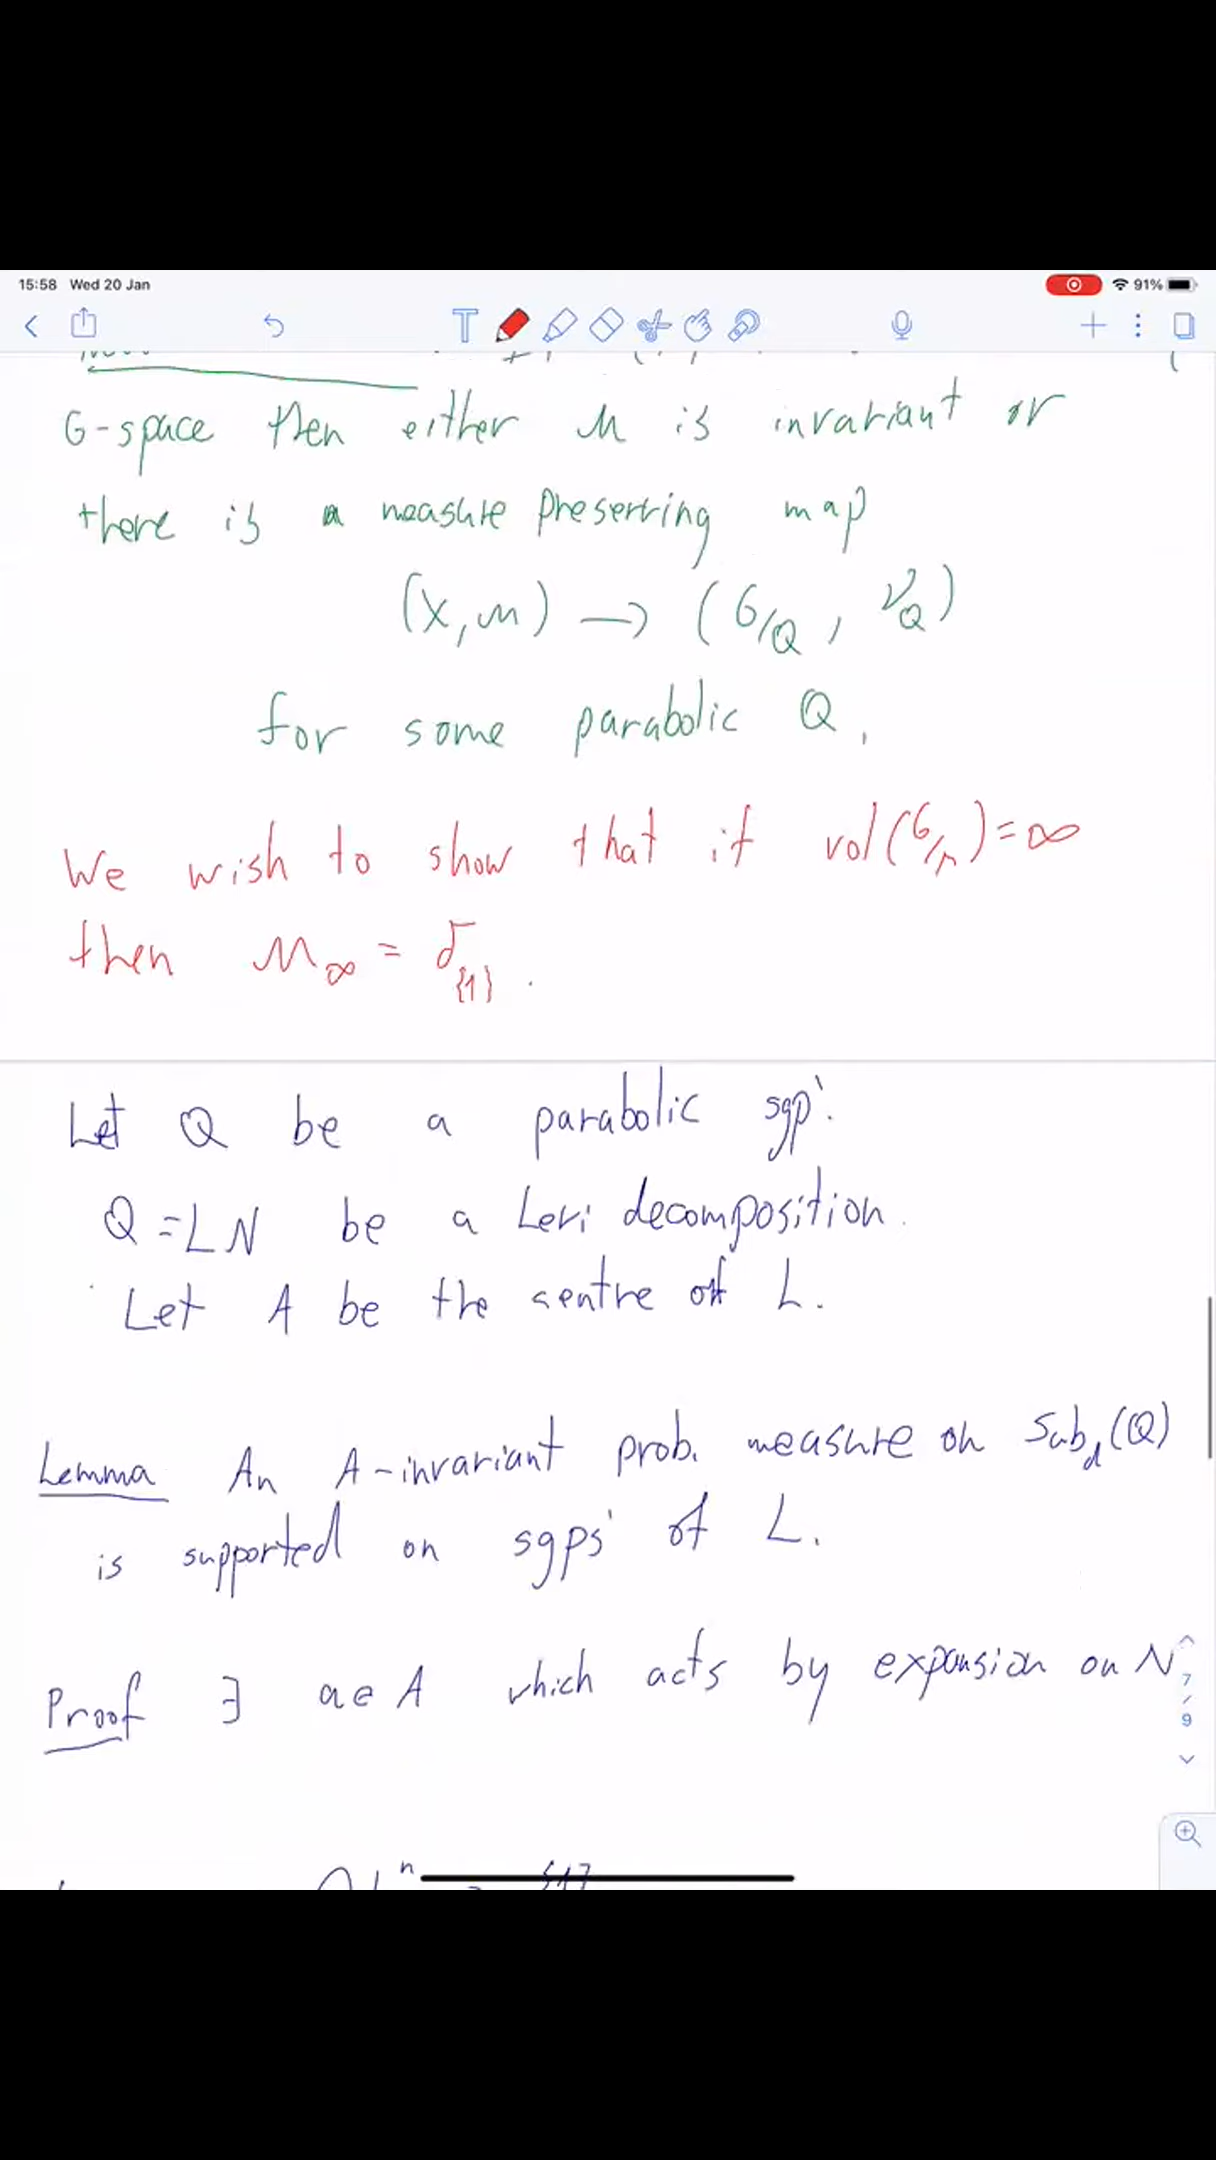 15:58 Wed 20 Jan
91%
G-space then either μ is invariant or
there is a measure preserving map
(X,μ) → (G/Q, ν_Q)
for some parabolic Q.
We wish to show that if vol(G/Γ)=∞
then μ_∞ = δ_{1}.
Let Q be a parabolic sgp'.
Q = LN be a Levi decomposition.
Let A be the centre of L.
Lemma An A-invariant prob. measure on Sub_d(Q)
is supported on sgps' of L.
Proof ∃ a∈A which acts by expansion on N
7
/
9